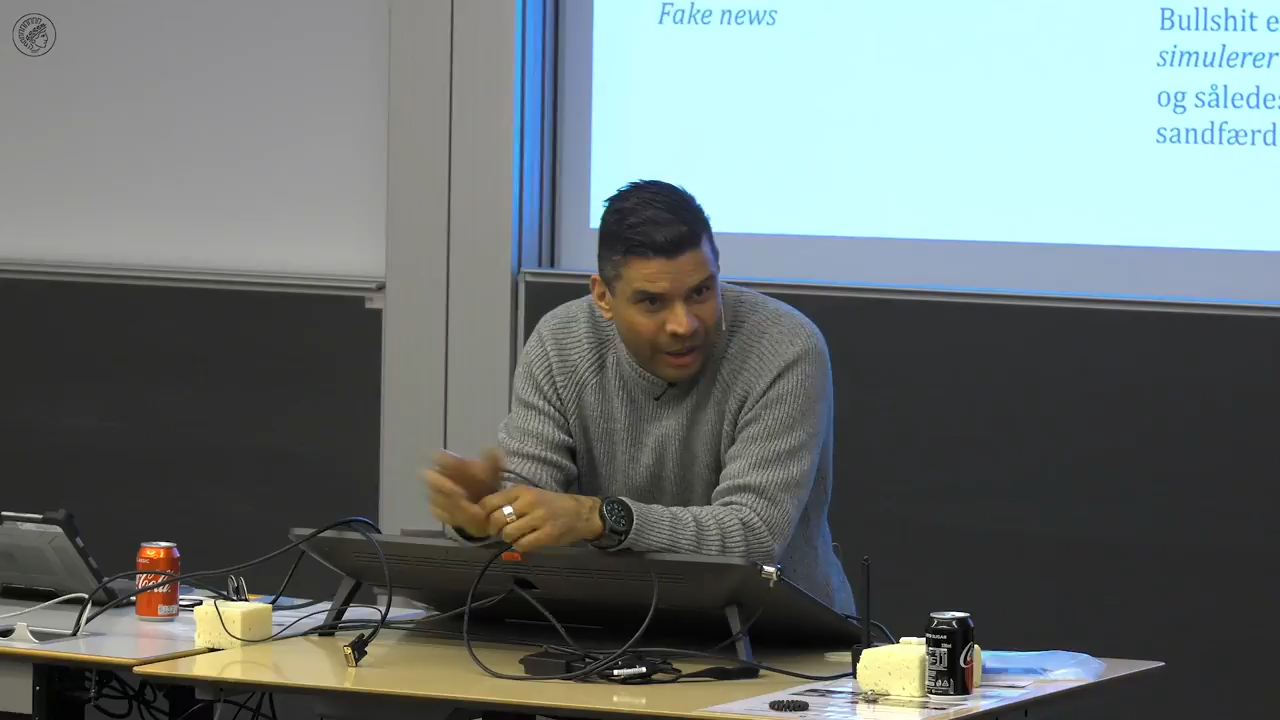 Fake news
Bullshit e
simulerer
og således
sandfærd